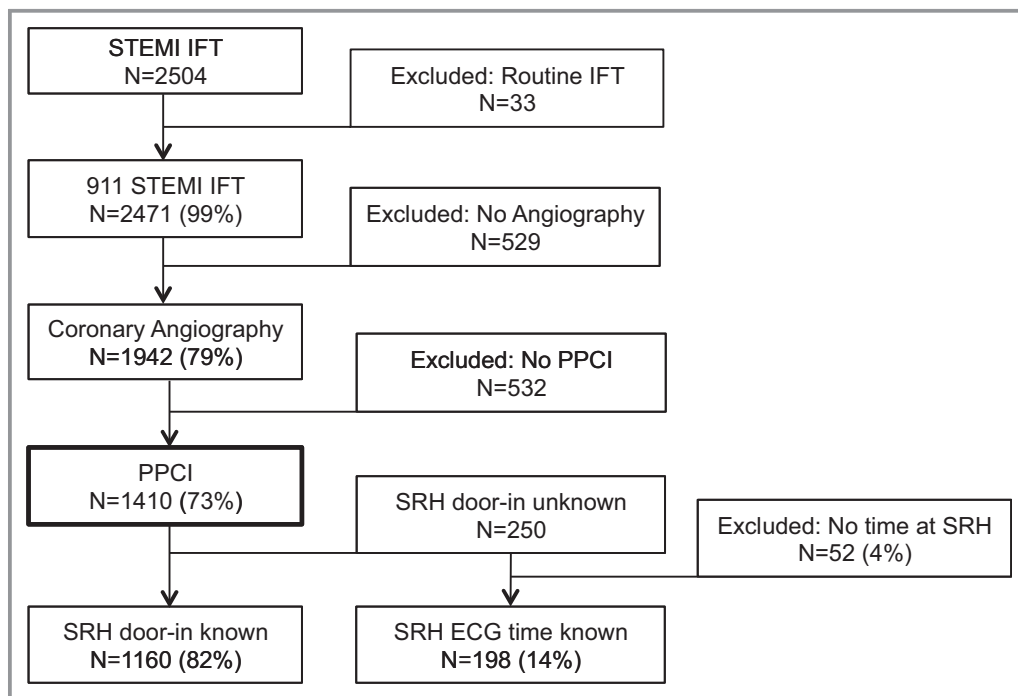 STEMI IFT
N=2504
Excluded: Routine IFT
N=33
911 STEMI IFT
N=2471 (99%)
Excluded: No Angiography
N=529
Coronary Angiography
N=1942 (79%)
Excluded: No PPCI
N=532
PPCI
N=1410 (73%)
SRH door-in unknown
N=250
Excluded: No time at SRH
N=52 (4%)
SRH door-in known
N=1160 (82%)
SRH ECG time known
N=198 (14%)